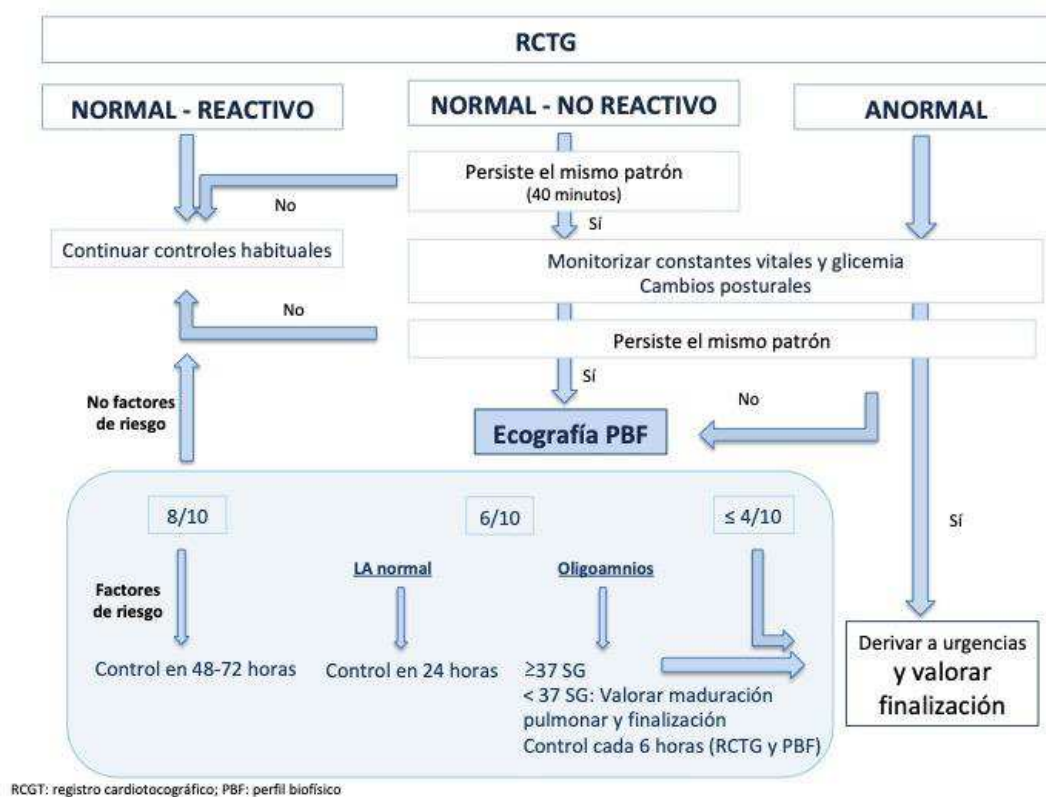 RCTG
NORMAL - REACTIVO
NORMAL - NO REACTIVO
ANORMAL
Persiste el mismo patrón
(40 minutos)
No
Sí
Continuar controles habituales
Monitorizar constantes vitales y glicemia
Cambios posturales
No
Persiste el mismo patrón
Sí
No
No factores
de riesgo
Ecografía PBF
8/10
6/10
≤ 4/10
Sí
LA normal
Oligoamnios
Factores
de riesgo
Control en 48-72 horas
Control en 24 horas
≥37 SG
< 37 SG: Valorar maduración
pulmonar y finalización
Control cada 6 horas (RCTG y PBF)
Derivar a urgencias
y valorar
finalización
RCGT: registro cardiotocográfico; PBF: perfil biofísico